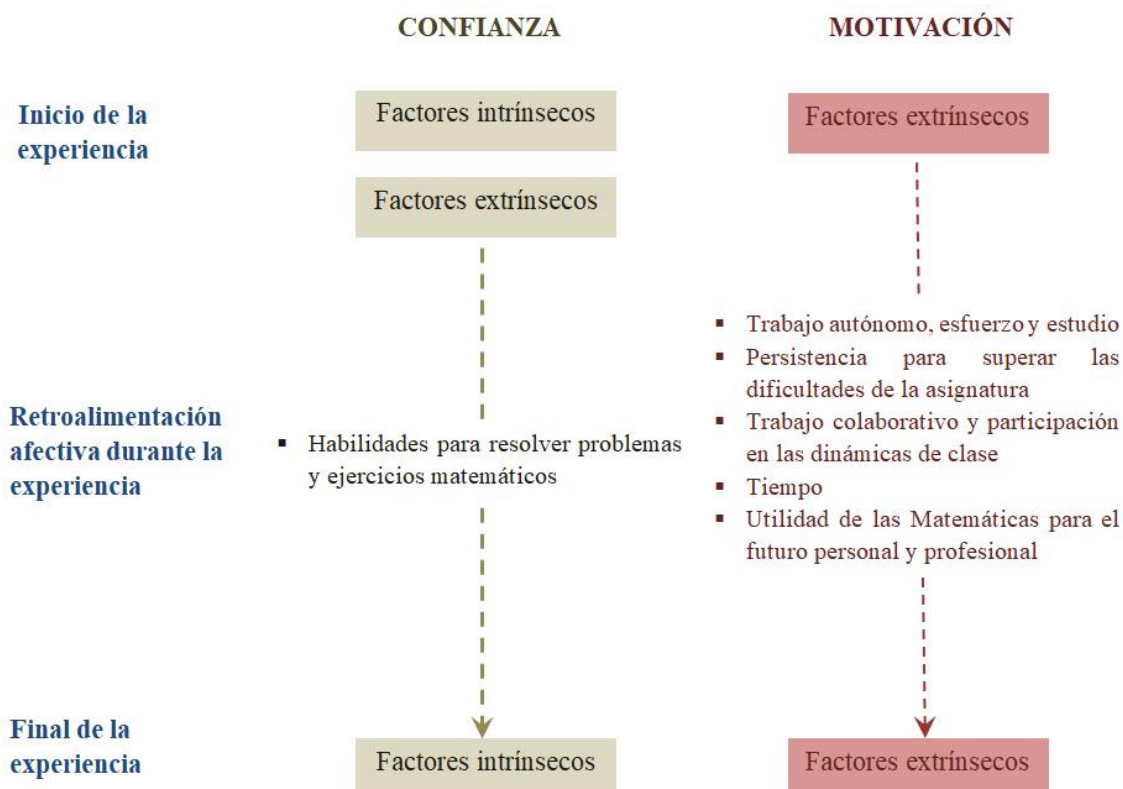 CONFIANZA
MOTIVACIÓN
Inicio de la
experiencia
Factores intrínsecos
Factores extrínsecos
Factores extrínsecos
Retroalimentación
afectiva durante la
experiencia
▪ Habilidades para resolver problemas
y ejercicios matemáticos
▪ Trabajo autónomo, esfuerzo y estudio
▪ Persistencia para superar las
dificultades de la asignatura
▪ Trabajo colaborativo y participación
en las dinámicas de clase
▪ Tiempo
▪ Utilidad de las Matemáticas para el
futuro personal y profesional
Final de la
experiencia
Factores intrínsecos
Factores extrínsecos